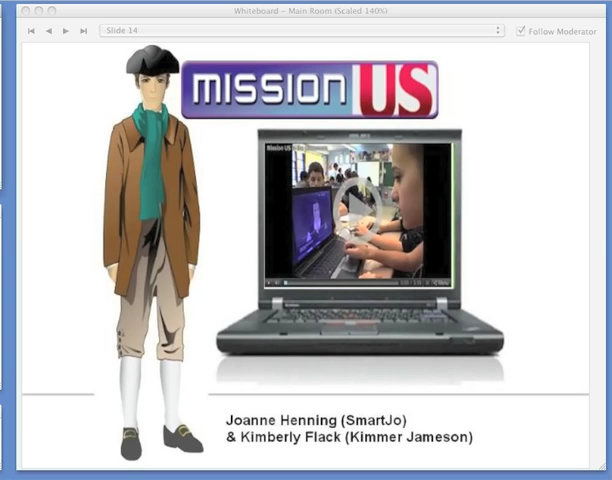 Whiteboard - Main Room (Scaled 140%)
Slide 14
Follow Moderator
MISSION US
Mission US
Joanne Henning (SmartJo)
& Kimberly Flack (Kimmer Jameson)